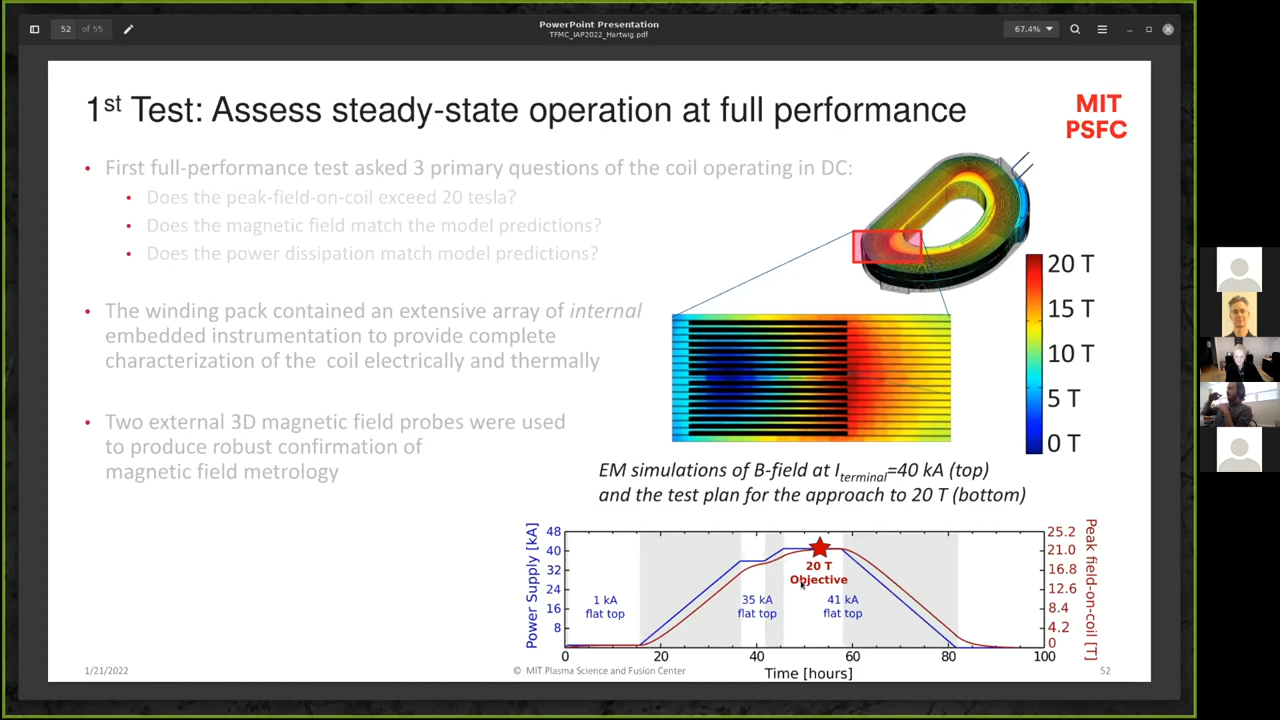 PowerPoint Presentation
TFMC_IAP2022_Hartwig.pdf
52 of 55
67.4%
1st Test: Assess steady-state operation at full performance
MIT
PSFC
• First full-performance test asked 3 primary questions of the coil operating in DC:
• Does the peak-field-on-coil exceed 20 tesla?
• Does the magnetic field match the model predictions?
• Does the power dissipation match model predictions?
• The winding pack contained an extensive array of internal
embedded instrumentation to provide complete
characterization of the coil electrically and thermally
• Two external 3D magnetic field probes were used
to produce robust confirmation of
magnetic field metrology
20 T
15 T
10 T
5 T
0 T
EM simulations of B-field at Iterminal=40 kA (top)
and the test plan for the approach to 20 T (bottom)
Power Supply [kA]
48
40
32
24
16
8
1 kA
flat top
35 kA
flat top
20 T
Objective
41 kA
flat top
25.2
21.0
16.8
12.6
8.4
4.2
0
Peak field-on-coil [T]
0 20 40 60 80 100
Time [hours]
1/21/2022
© MIT Plasma Science and Fusion Center
52